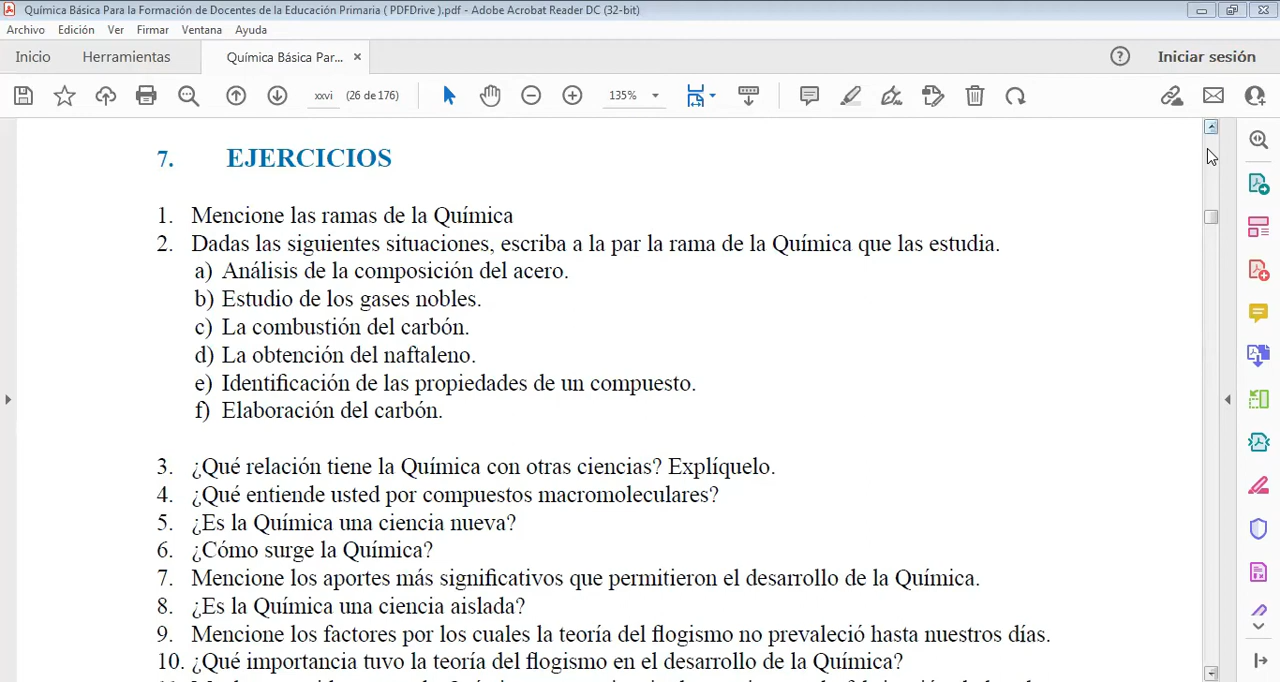 Química Básica Para la Formación de Docentes de la Educación Primaria ( PDFDrive ).pdf - Adobe Acrobat Reader DC (32-bit)
Archivo Edición Ver Firmar Ventana Ayuda
Inicio Herramientas Química Básica Par... × Iniciar sesión
xxvi (26 de 176) 135%
7. EJERCICIOS
1. Mencione las ramas de la Química
2. Dadas las siguientes situaciones, escriba a la par la rama de la Química que las estudia.
a) Análisis de la composición del acero.
b) Estudio de los gases nobles.
c) La combustión del carbón.
d) La obtención del naftaleno.
e) Identificación de las propiedades de un compuesto.
f) Elaboración del carbón.
3. ¿Qué relación tiene la Química con otras ciencias? Explíquelo.
4. ¿Qué entiende usted por compuestos macromoleculares?
5. ¿Es la Química una ciencia nueva?
6. ¿Cómo surge la Química?
7. Mencione los aportes más significativos que permitieron el desarrollo de la Química.
8. ¿Es la Química una ciencia aislada?
9. Mencione los factores por los cuales la teoría del flogismo no prevaleció hasta nuestros días.
10. ¿Qué importancia tuvo la teoría del flogismo en el desarrollo de la Química?